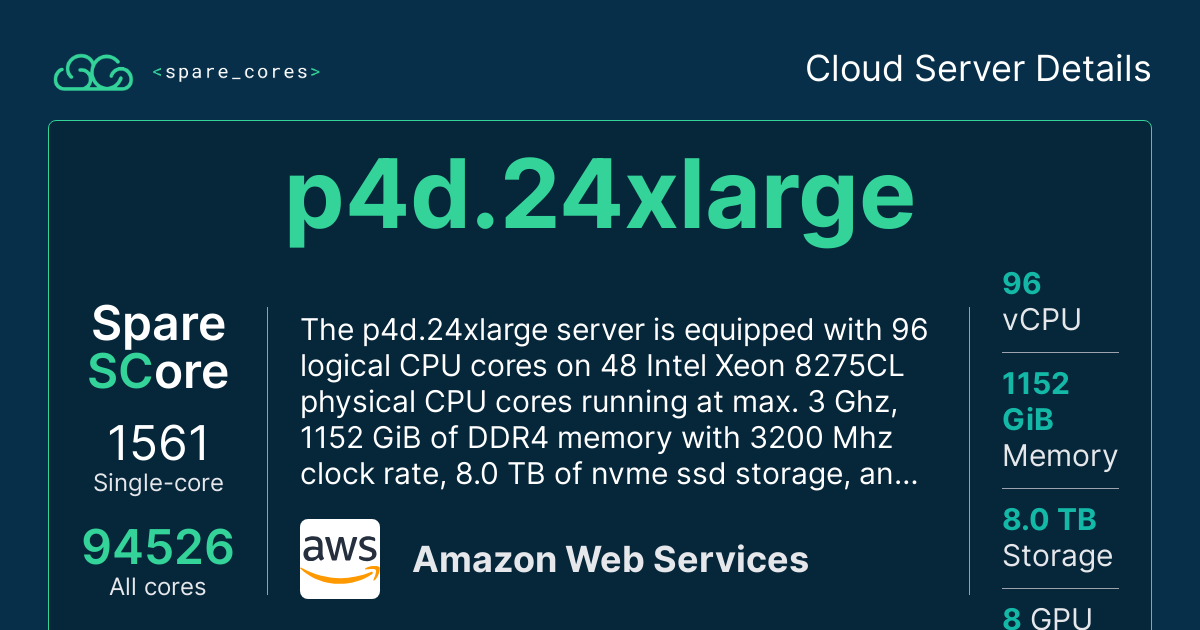 <spare_cores>
Cloud Server Details
p4d.24xlarge
Spare
SCore
1561
Single-core
94526
All cores
The p4d.24xlarge server is equipped with 96
logical CPU cores on 48 Intel Xeon 8275CL
physical CPU cores running at max. 3 Ghz,
1152 GiB of DDR4 memory with 3200 Mhz
clock rate, 8.0 TB of nvme ssd storage, an...
aws
Amazon Web Services
96
vCPU
1152
GiB
Memory
8.0 TB
Storage
8 GPU